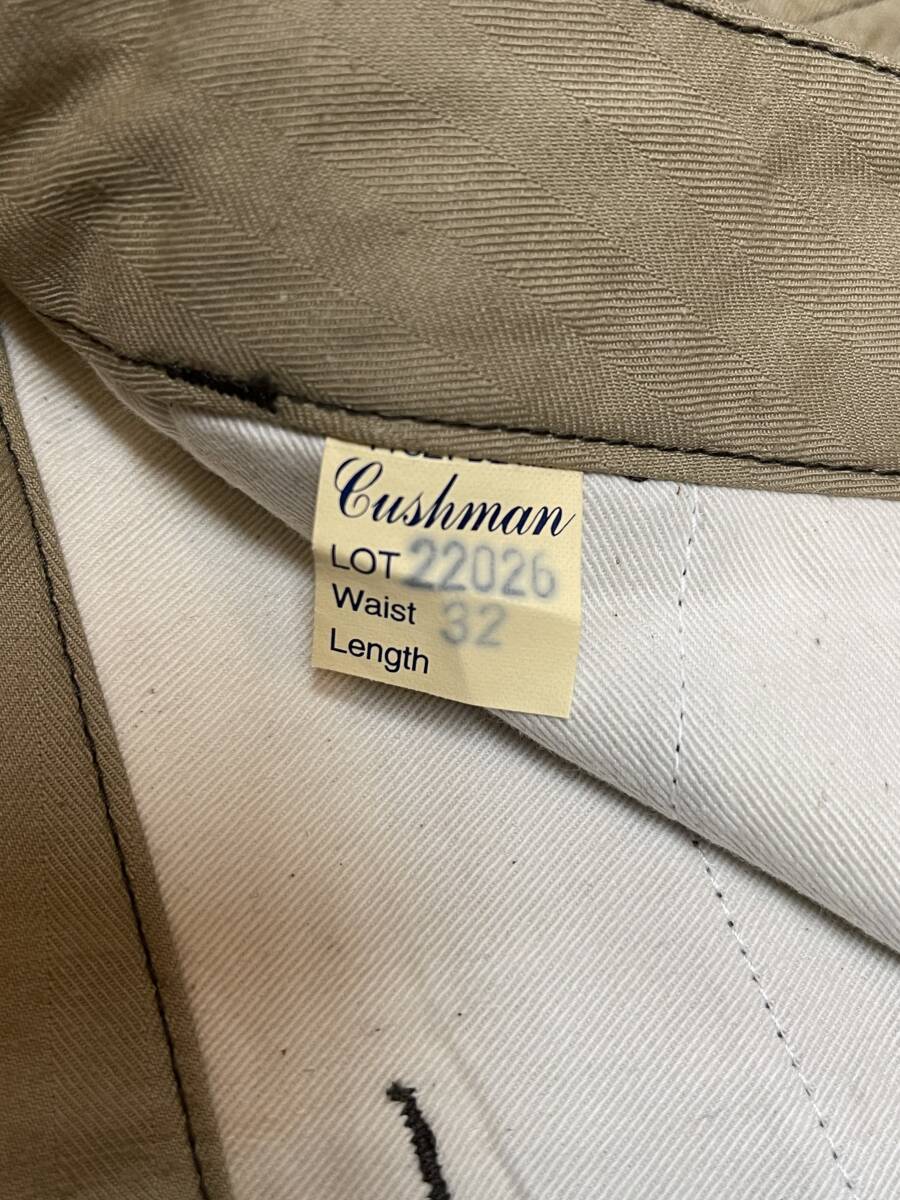 Cushman
LOT 22026
Waist 32
Length